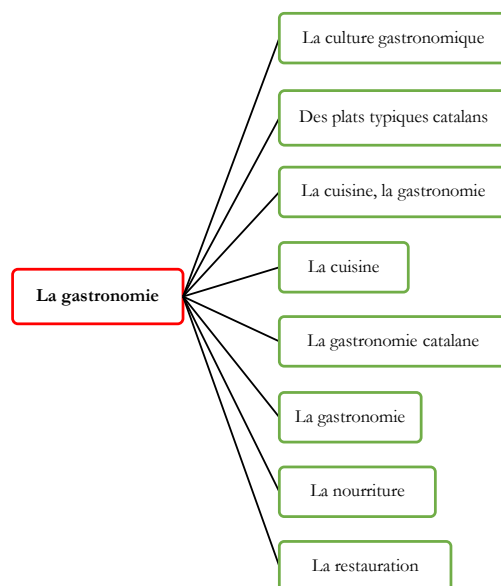 La culture gastronomique
Des plats typiques catalans
La cuisine, la gastronomie
La cuisine
La gastronomie
La gastronomie catalane
La gastronomie
La nourriture
La restauration